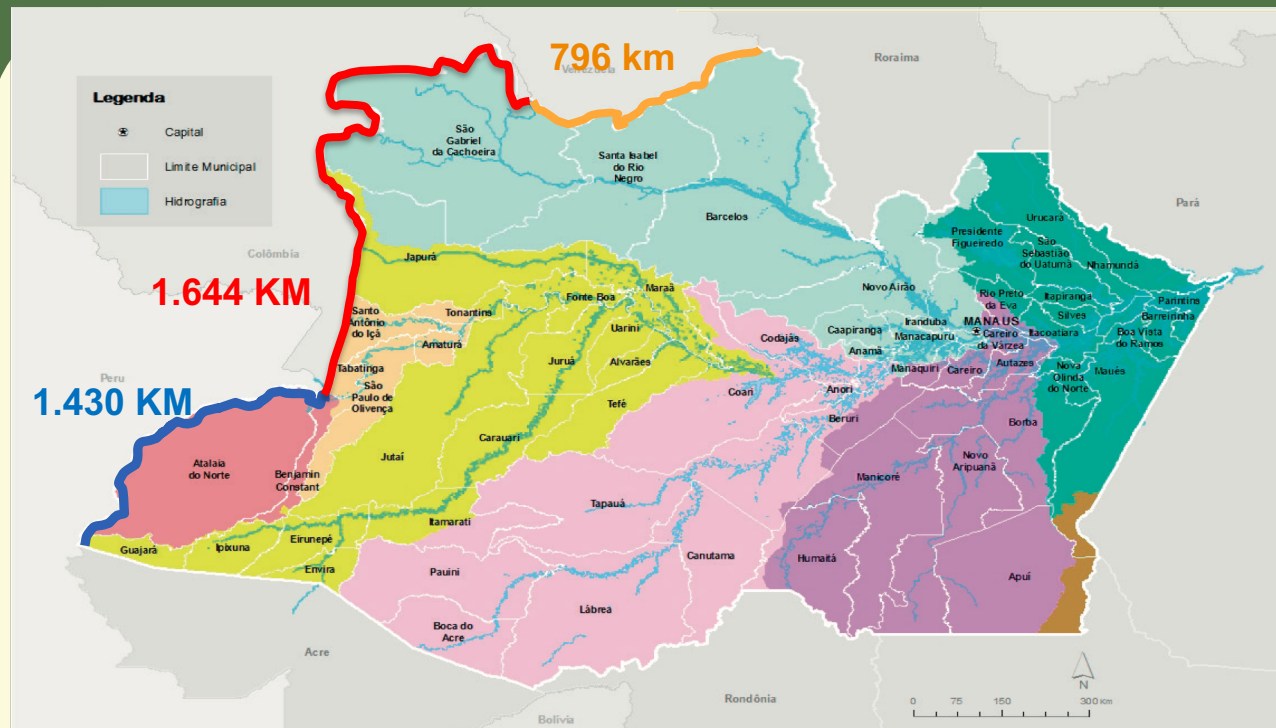 796 km
Venezuela
Roraima
Legenda
Capital
Limite Municipal
Hidrografia
São
Gabriel
da Cachoeira
Santa Isabel
do Rio
Negro
Barcelos
Pará
Colômbia
1.644 KM
Japurá
Presidente
Figueiredo
Urucará
São
Sebastião
do Uatumã
Nhamundá
Maraã
Fonte Boa
Novo Airão
Rio Preto
da Eva
Itapiranga
Parintins
Santo
Antônio
do Içá
Tonantins
Silves
Barreirinha
Uarini
Codajás
Caapiranga
Iranduba
MANAUS
Manacapuru
Careiro
da Várzea
Itacoatiara
Boa Vista
do Ramos
Amaturá
Anamã
Juruá
Alvarães
Tabatinga
Manaquiri
Careiro
Autazes
Nova
Olinda
do Norte
Maués
Peru
São
Paulo de
Olivença
Coari
Anori
1.430 KM
Tefé
Beruri
Borba
Carauari
Jutaí
Atalaia
do Norte
Benjamin
Constant
Manicoré
Novo
Aripuanã
Tapauá
Itamarati
Guajará
Ipixuna
Eirunepé
Envira
Pauini
Canutama
Humaitá
Apuí
Lábrea
Boca do
Acre
Acre
Rondônia
Bolívia
N
0 75 150 300 km